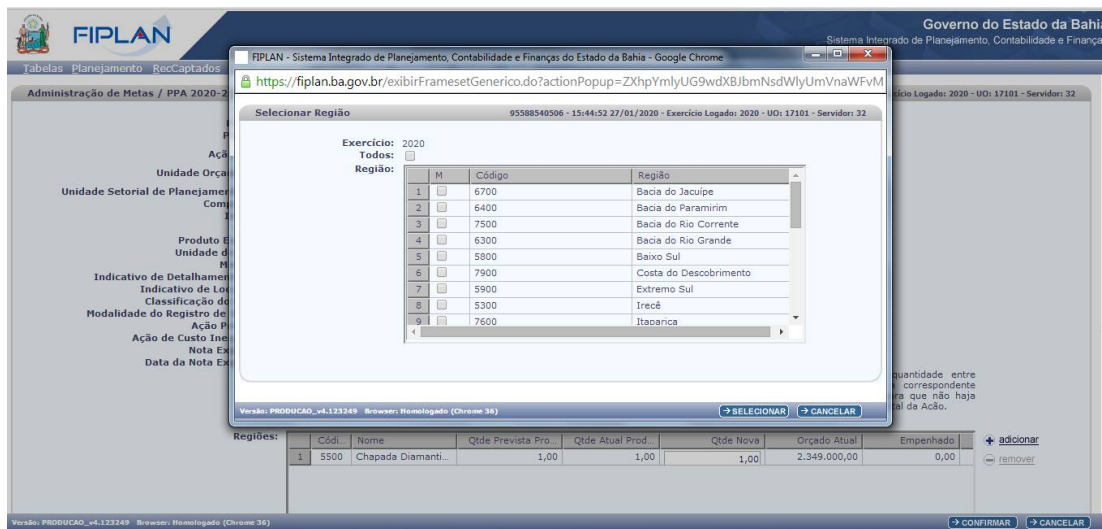 FIPLAN
Governo do Estado da Bahi
Sistema Integrado de Planejamento, Contabilidade e Finança
Tabelas Planejamento RecCaptados
Administração de Metas / PPA 2020-2
rcício Logado: 2020 - UO: 17101 - Servidor: 32
FIPLAN - Sistema Integrado de Planejamento, Contabilidade e Finanças do Estado da Bahia - Google Chrome
https://fiplan.ba.gov.br/exibirFramesetGenerico.do?actionPopup=ZXhpYmlyUG9wdXBJbmNsdWlyUmVnaWFvM
Selecionar Região
95588540506 - 15:44:52 27/01/2020 - Exercício Logado: 2020 - UO: 17101 - Servidor: 32
Exercício: 2020
Todos:
Região:
M Código Região
1 6700 Bacia do Jacuípe
2 6400 Bacia do Paramirim
3 7500 Bacia do Rio Corrente
4 6300 Bacia do Rio Grande
5 5800 Baixo Sul
6 7900 Costa do Descobrimento
7 5900 Extremo Sul
8 5300 Irecê
9 7600 Itaparica
Versão: PRODUCAO_v4.123249 Browser: Homologado (Chrome 36)
SELECIONAR CANCELAR
Açã
Unidade Orça
Unidade Setorial de Planejamen
Comp
Produto E
Unidade d
M
Indicativo de Detalhamen
Indicativo de Loc
Classificação do
Modalidade do Registro de
Ação P
Ação de Custo Ine
Nota Ex
Data da Nota Ex
quantidade entre
correspondente
ra que não haja
tal da Acão.
Regiões:
Códi... Nome Qtde Prevista Pro... Qtde Atual Prod... Qtde Nova Orçado Atual Empenhado
1 5500 Chapada Diamanti... 1,00 1,00 1,00 2.349.000,00 0,00
adicionar
remover
Versão: PRODUCAO_v4.123249 Browser: Homologado (Chrome 36)
CONFIRMAR CANCELAR